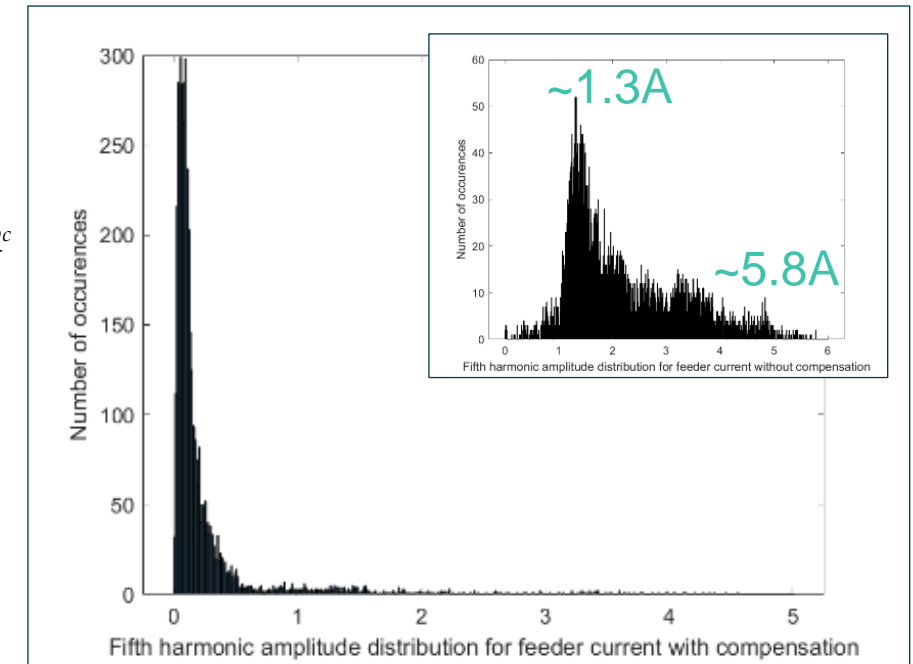 300
250
200
150
100
50
0
Number of occurences
0 1 2 3 4 5
Fifth harmonic amplitude distribution for feeder current with compensation
60
50
40
30
20
10
0
Number of occurences
~1.3A
~5.8A
0 1 2 3 4 5 6
Fifth harmonic amplitude distribution for feeder current without compensation